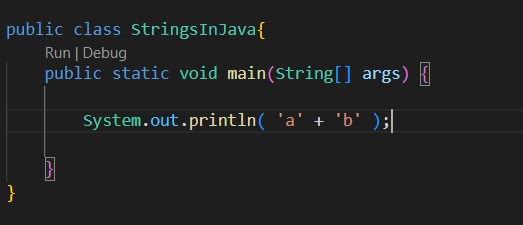 public class StringsInJava{
Run | Debug
public static void main(String[] args) {
System.out.println( 'a' + 'b' );
}
}